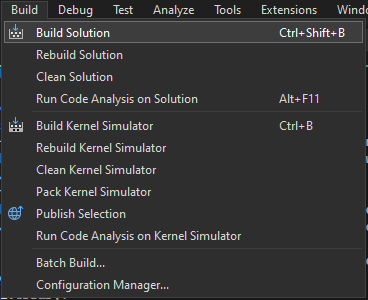 Build Debug Test Analyze Tools Extensions Windo
Build Solution Ctrl+Shift+B
Rebuild Solution
Clean Solution
Run Code Analysis on Solution Alt+F11
Build Kernel Simulator Ctrl+B
Rebuild Kernel Simulator
Clean Kernel Simulator
Pack Kernel Simulator
Publish Selection
Run Code Analysis on Kernel Simulator
Batch Build...
Configuration Manager...